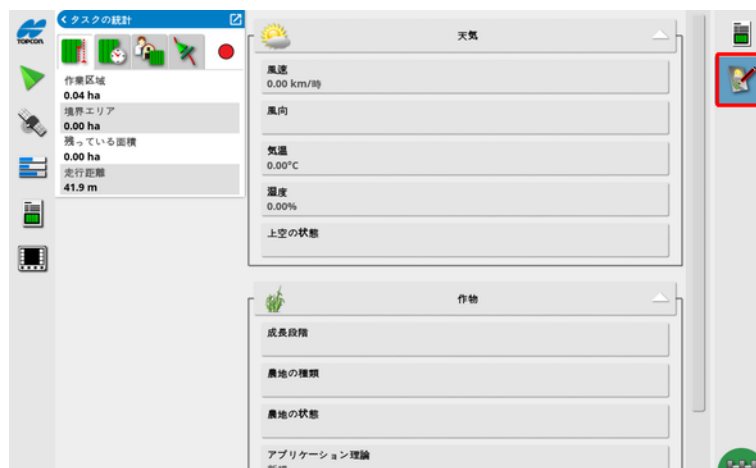 TOPCON
タスクの統計
作業区域
0.04 ha
境界エリア
0.00 ha
残っている面積
0.00 ha
走行距離
41.9 m
天気
風速
0.00 km/時
風向
気温
0.00°C
湿度
0.00%
上空の状態
作物
成長段階
農地の種類
農地の状態
アプリケーション理論